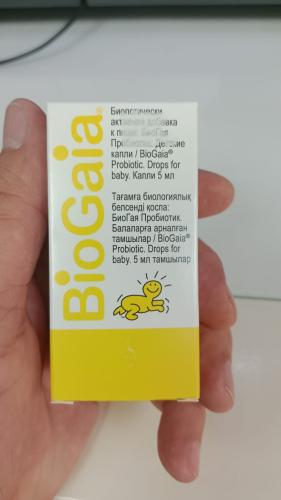 BioGaia®
Биологически
активная добавка
к пище: БиоГая
Пробиотик. Детские
капли / BioGaia®
Probiotic. Drops for
baby. Капли 5 мл
Тағамға биологиялық
белсенді қоспа:
БиоГая Пробиотик.
Балаларға арналған
тамшылар / BioGaia®
Probiotic. Drops for
baby. 5 мл тамшылар